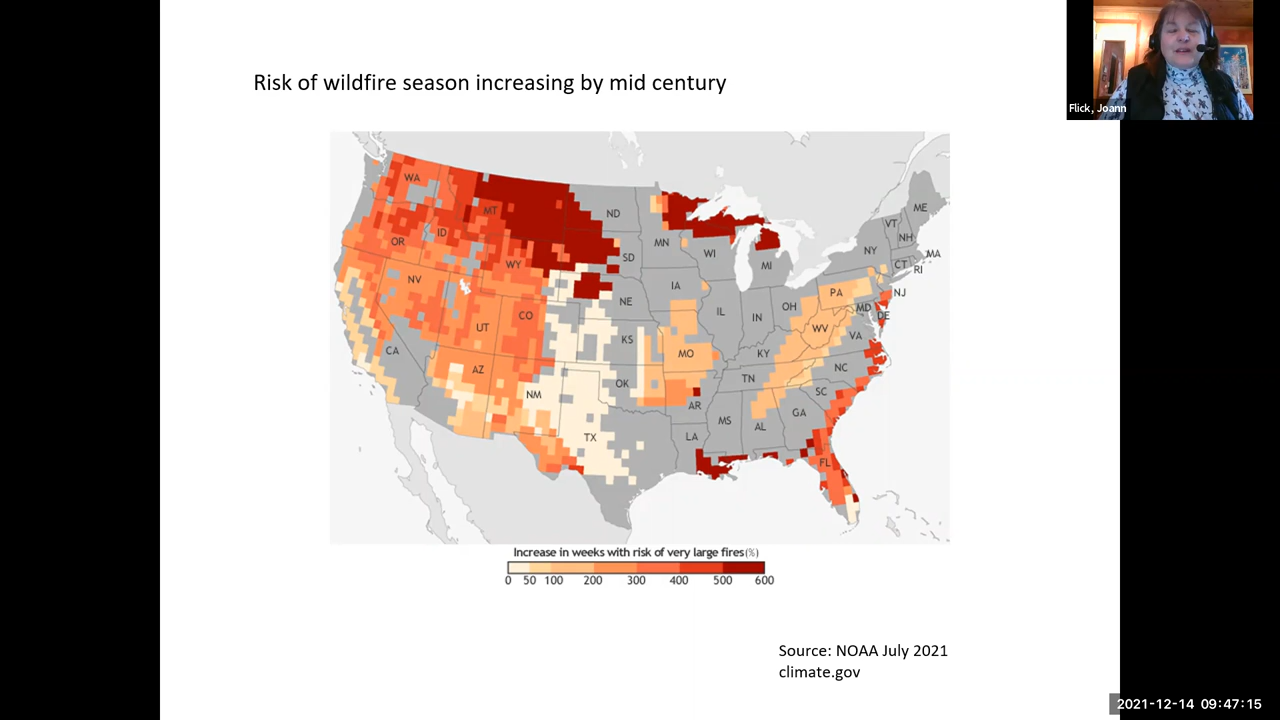 Risk of wildfire season increasing by mid century
Flick, Joann
WA
MT
ND
ME
VT
NH
OR
ID
MN
MA
SD
WI
NY
CT
RI
WY
MI
NV
IA
PA
NJ
NE
OH
MD
DE
CO
IL
IN
UT
WV
VA
KS
CA
MO
KY
AZ
NC
TN
OK
NM
AR
SC
MS
GA
AL
TX
LA
FL
Increase in weeks with risk of very large fires(%)
0 50 100 200 300 400 500 600
Source: NOAA July 2021
climate.gov
2021-12-14 09:47:15